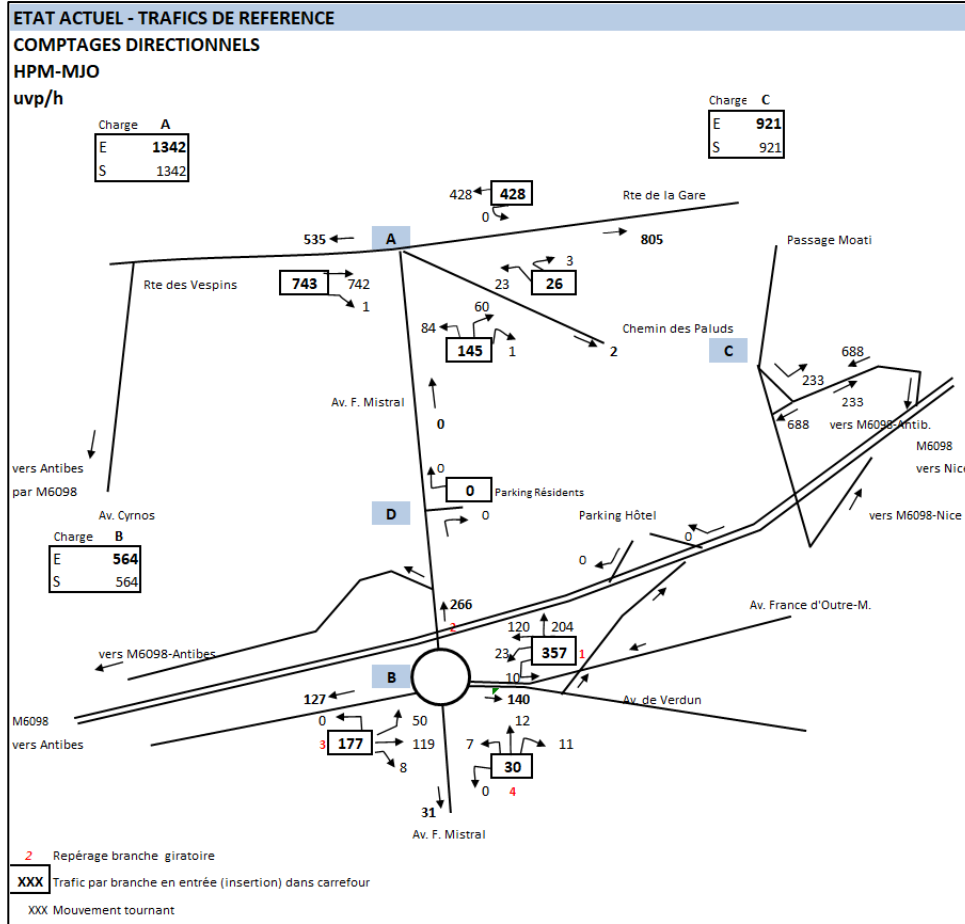 ETAT ACTUEL - TRAFICS DE REFERENCE
COMPTAGES DIRECTIONNELS
HPM-MJO
uvp/h
Charge A
E 1342
S 1342
Charge C
E 921
S 921
428 428
0
Rte de la Gare
535
A
805
Passage Moati
Rte des Vespins
743 742
1
3
23 26
60
84
145 1
Chemin des Paluds
2
C
688
233
233
688
vers M6098-Antib.
M6098
vers Nice
Av. F. Mistral
0
vers Antibes
par M6098
Av. Cyrnos
0
0 Parking Résidents
D
0
Parking Hôtel
vers M6098-Nice
0
0
Charge B
E 564
S 564
266
2
Av. France d'Outre-M.
120 204
23 357 1
10
vers M6098-Antibes
B
127
140
Av. de Verdun
M6098
vers Antibes
0 50
3 177 119
8
12
7 11
30
0 4
31
Av. F. Mistral
2 Repérage branche giratoire
XXX Trafic par branche en entrée (insertion) dans carrefour
XXX Mouvement tournant